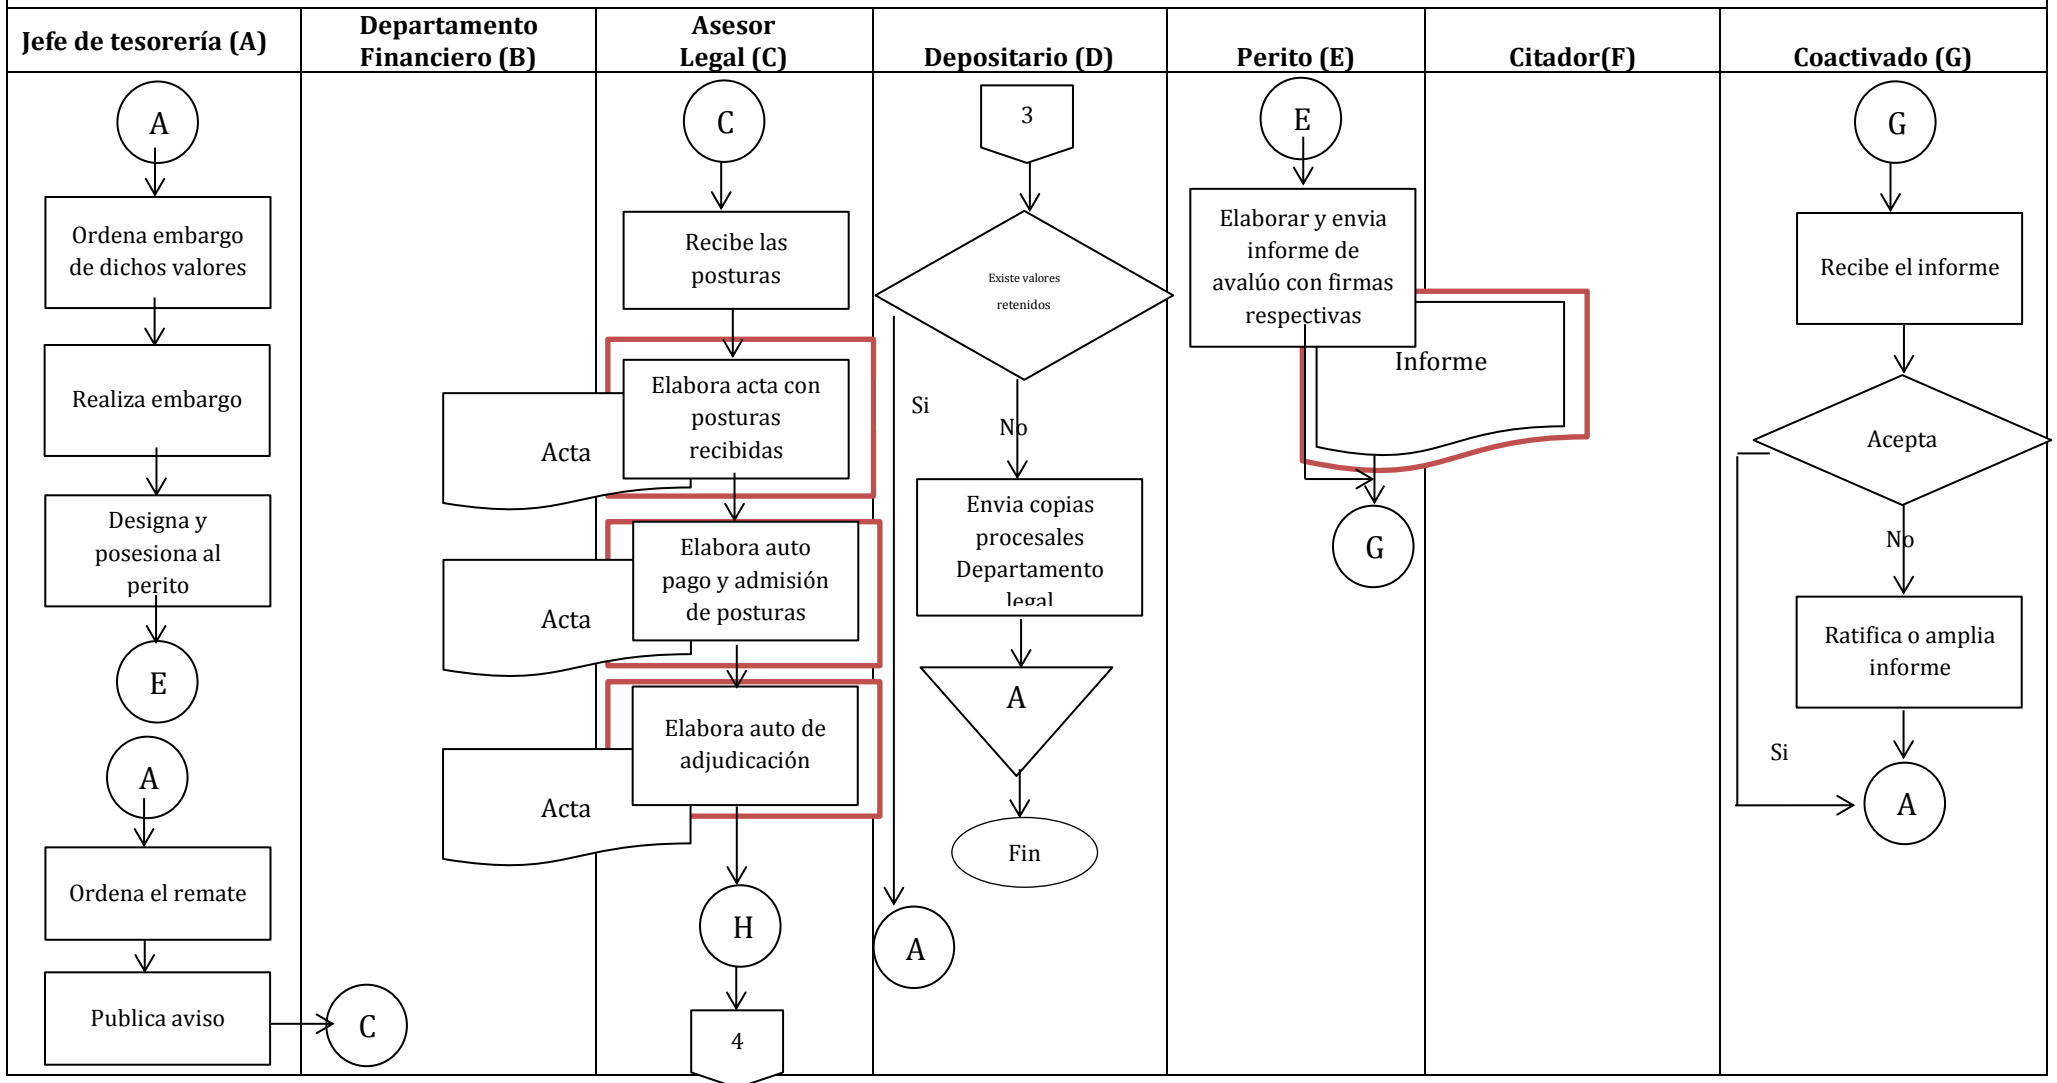 Jefe de tesorería (A)
Departamento
Financiero (B)
Asesor
Legal (C)
Depositario (D)
Perito (E)
Citador(F)
Coactivado (G)
A
Ordena embargo
de dichos valores
Realiza embargo
Designa y
posesiona al
perito
E
A
Ordena el remate
Publica aviso
C
Acta
Acta
Acta
C
Recibe las
posturas
Elabora acta con
posturas
recibidas
Elabora auto
pago y admisión
de posturas
Elabora auto de
adjudicación
H
4
3
Existe valores
retenidos
Si
No
Envia copias
procesales
Departamento
legal
A
Fin
A
E
Elaborar y envia
informe de
avalúo con firmas
respectivas
Informe
G
G
Recibe el informe
Acepta
No
Ratifica o amplia
informe
Si
A